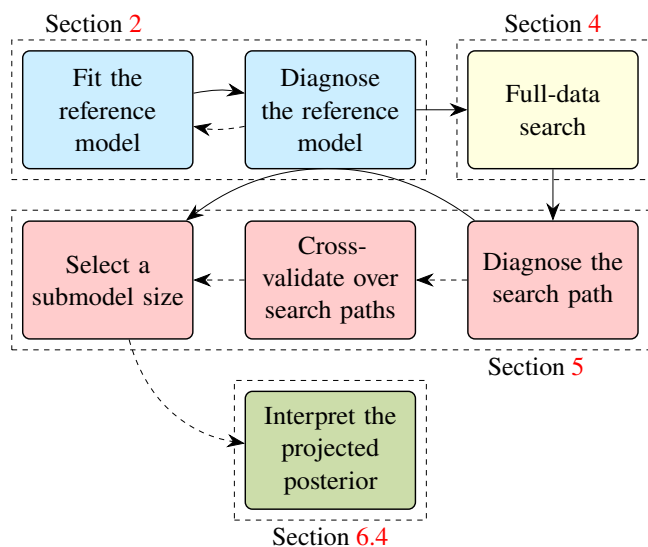 Section 2
Section 4
Fit the
reference
model
Diagnose
the reference
model
Full-data
search
Select a
submodel size
Cross-
validate over
search paths
Diagnose the
search path
Section 5
Interpret the
projected
posterior
Section 6.4